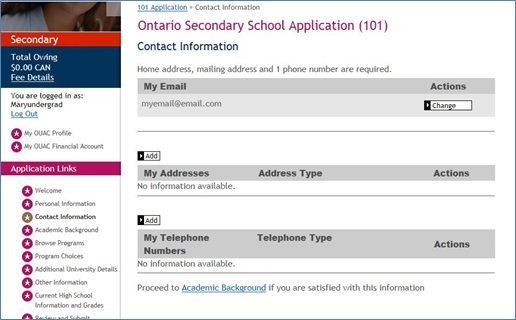 101 Application » Contact Information
Ontario Secondary School Application (101)
Contact Information
Home address, mailing address and 1 phone number are required.
My Email Actions
myemail@email.com Change
Add
My Addresses Address Type Actions
No information available.
Add
My Telephone Numbers Telephone Type Actions
No information available.
Proceed to Academic Background if you are satisfied with this information
Secondary
Total Owing
$0.00 CAN
Fee Details
You are logged in as:
Maryundergrad
Log Out
My OUAC Profile
My OUAC Financial Account
Application Links
Welcome
Personal Information
Contact Information
Academic Background
Browse Programs
Program Choices
Additional University Details
Other Information
Current High School
Information and Grades
Review and Submit